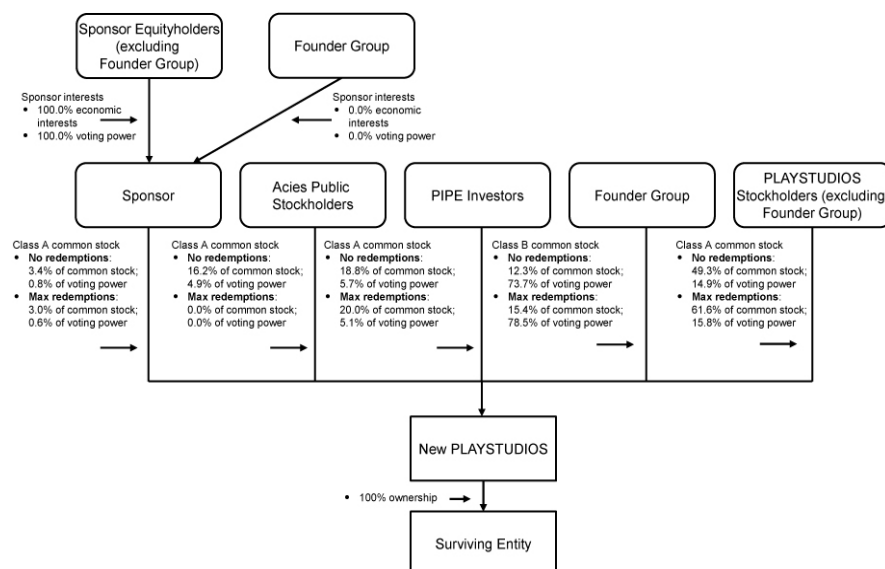 Sponsor Equityholders
(excluding
Founder Group)
Founder Group
Sponsor interests
• 100.0% economic
interests
• 100.0% voting power
Sponsor interests
• 0.0% economic
interests
• 0.0% voting power
Sponsor
Acies Public
Stockholders
PIPE Investors
Founder Group
PLAYSTUDIOS
Stockholders (excluding
Founder Group)
Class A common stock
• No redemptions:
3.4% of common stock;
0.8% of voting power
• Max redemptions:
3.0% of common stock;
0.6% of voting power
Class A common stock
• No redemptions:
16.2% of common stock;
4.9% of voting power
• Max redemptions:
0.0% of common stock;
0.0% of voting power
Class A common stock
• No redemptions:
18.8% of common stock;
5.7% of voting power
• Max redemptions:
20.0% of common stock;
5.1% of voting power
Class B common stock
• No redemptions:
12.3% of common stock;
73.7% of voting power
• Max redemptions:
15.4% of common stock;
78.5% of voting power
Class A common stock
• No redemptions:
49.3% of common stock;
14.9% of voting power
• Max redemptions:
61.6% of common stock;
15.8% of voting power
New PLAYSTUDIOS
• 100% ownership
Surviving Entity